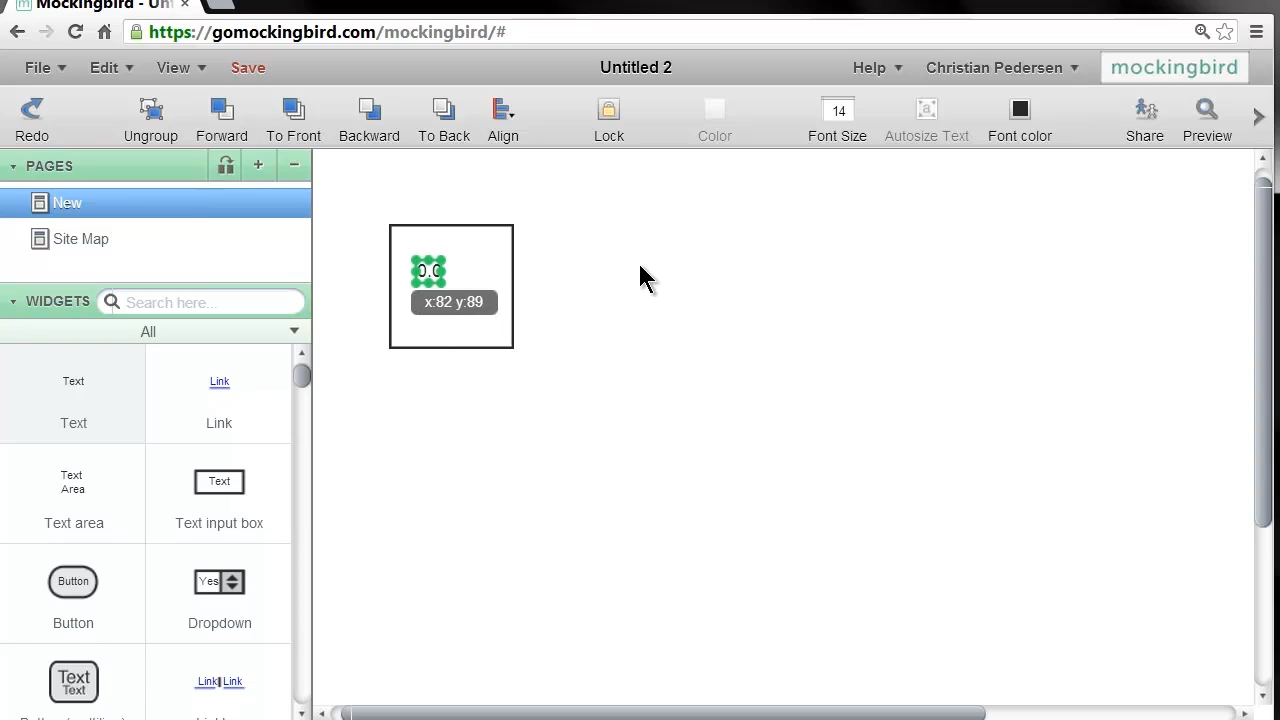 Mockingbird - Unt
https://gomockingbird.com/mockingbird/#
File Edit View Save Untitled 2 Help Christian Pedersen mockingbird
14
Redo Ungroup Forward To Front Backward To Back Align Lock Color Font Size Autosize Text Font color Share Preview
PAGES
New
Site Map
0.0
x:82 y:89
WIDGETS Search here...
All
Text Link
Text Link
Text
Area
Text
Text area Text input box
Button Yes
Button Dropdown
Text
Text
Link Link